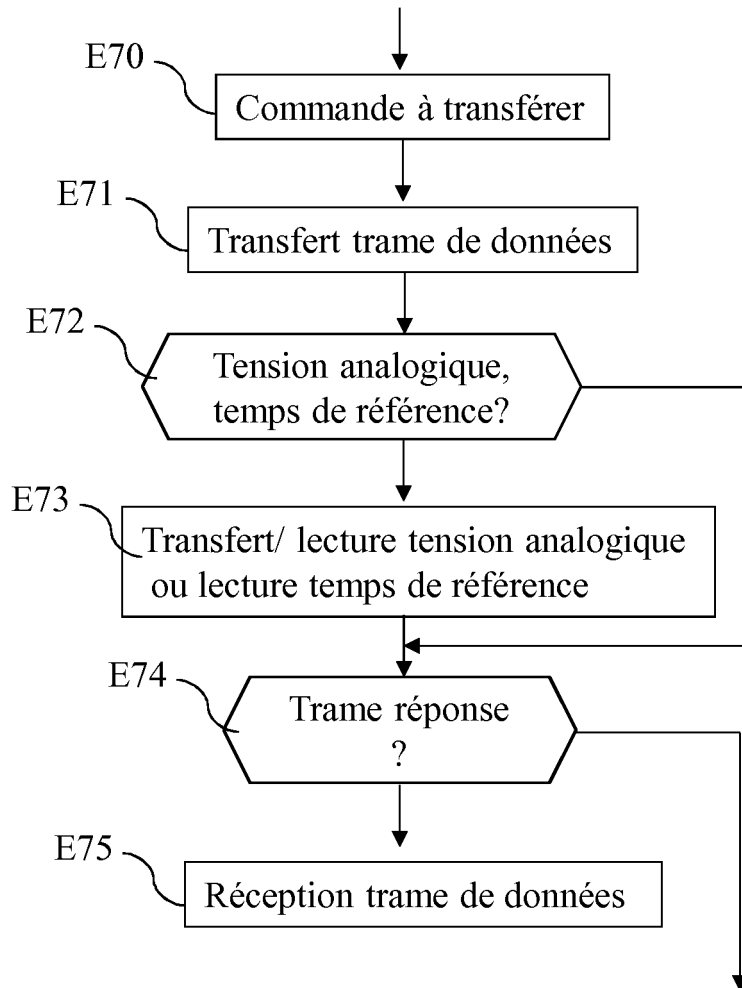 E70
Commande à transférer
E71
Transfert trame de données
E72
Tension analogique,
temps de référence?
E73
Transfert/ lecture tension analogique
ou lecture temps de référence
E74
Trame réponse
?
E75
Réception trame de données